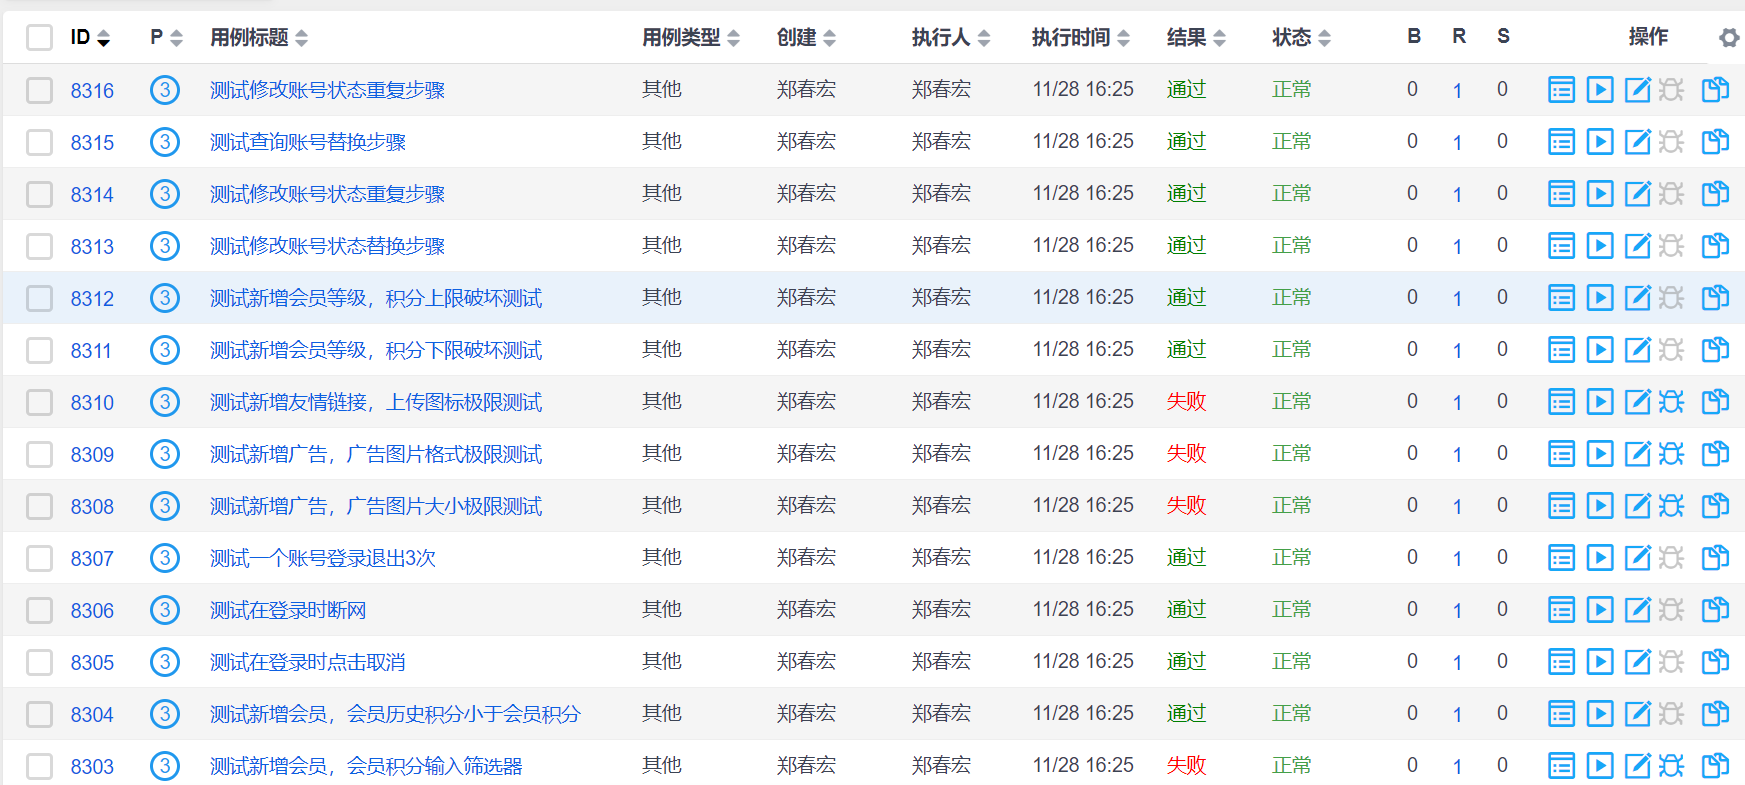 ID P 用例标题 用例类型 创建 执行人 执行时间 结果 状态 B R S 操作
8316 3 测试修改账号状态重复步骤 其他 郑春宏 郑春宏 11/28 16:25 通过 正常 0 1 0
8315 3 测试查询账号替换步骤 其他 郑春宏 郑春宏 11/28 16:25 通过 正常 0 1 0
8314 3 测试修改账号状态重复步骤 其他 郑春宏 郑春宏 11/28 16:25 通过 正常 0 1 0
8313 3 测试修改账号状态替换步骤 其他 郑春宏 郑春宏 11/28 16:25 通过 正常 0 1 0
8312 3 测试新增会员等级，积分上限破坏测试 其他 郑春宏 郑春宏 11/28 16:25 通过 正常 0 1 0
8311 3 测试新增会员等级，积分下限破坏测试 其他 郑春宏 郑春宏 11/28 16:25 通过 正常 0 1 0
8310 3 测试新增友情链接，上传图标极限测试 其他 郑春宏 郑春宏 11/28 16:25 失败 正常 0 1 0
8309 3 测试新增广告，广告图片格式极限测试 其他 郑春宏 郑春宏 11/28 16:25 失败 正常 0 1 0
8308 3 测试新增广告，广告图片大小极限测试 其他 郑春宏 郑春宏 11/28 16:25 失败 正常 0 1 0
8307 3 测试一个账号登录退出3次 其他 郑春宏 郑春宏 11/28 16:25 通过 正常 0 1 0
8306 3 测试在登录时断网 其他 郑春宏 郑春宏 11/28 16:25 通过 正常 0 1 0
8305 3 测试在登录时点击取消 其他 郑春宏 郑春宏 11/28 16:25 通过 正常 0 1 0
8304 3 测试新增会员，会员历史积分小于会员积分 其他 郑春宏 郑春宏 11/28 16:25 通过 正常 0 1 0
8303 3 测试新增会员，会员积分输入筛选器 其他 郑春宏 郑春宏 11/28 16:25 失败 正常 0 1 0